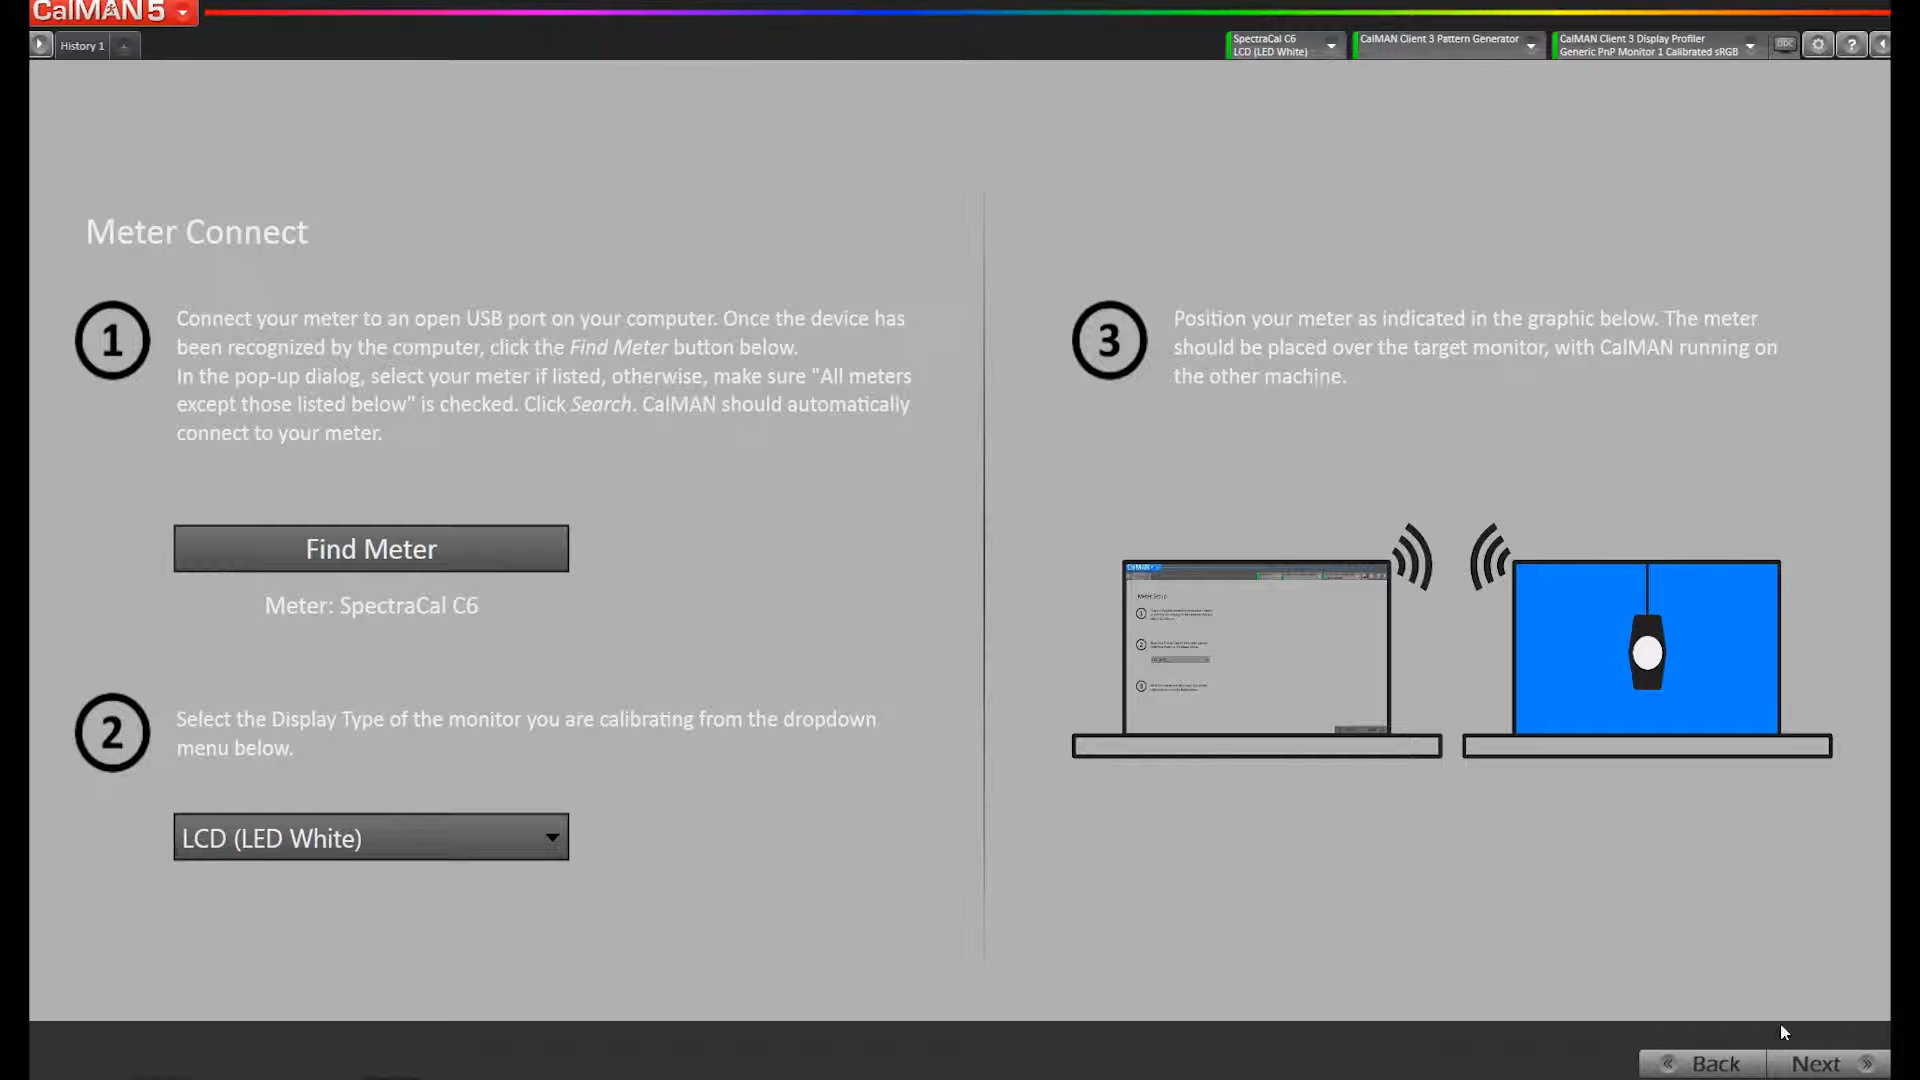 CalMAN 5
History 1
SpectraCal C6
LCD (LED White)
CalMAN Client 3 Pattern Generator
CalMAN Client 3 Display Profiler
Generic PnP Monitor 1 Calibrated sRGB
?
Meter Connect
1
Connect your meter to an open USB port on your computer. Once the device has
been recognized by the computer, click the Find Meter button below.
In the pop-up dialog, select your meter if listed, otherwise, make sure "All meters
except those listed below" is checked. Click Search. CalMAN should automatically
connect to your meter.
Find Meter
Meter: SpectraCal C6
2
Select the Display Type of the monitor you are calibrating from the dropdown
menu below.
LCD (LED White)
3
Position your meter as indicated in the graphic below. The meter
should be placed over the target monitor, with CalMAN running on
the other machine.
Meter Setup
1
2
3
« Back
Next »